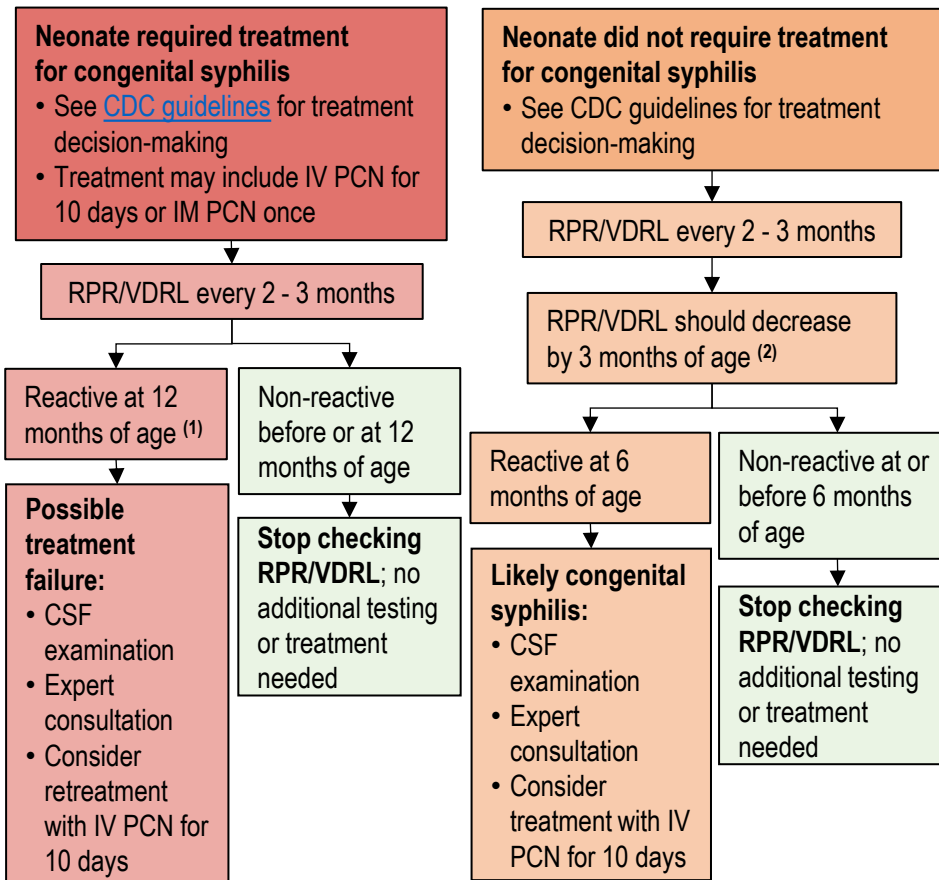 Neonate required treatment
for congenital syphilis
• See CDC guidelines for treatment
decision-making
• Treatment may include IV PCN for
10 days or IM PCN once
RPR/VDRL every 2 - 3 months
Reactive at 12
months of age (1)
Possible
treatment
failure:
• CSF
examination
• Expert
consultation
• Consider
retreatment
with IV PCN for
10 days
Non-reactive
before or at 12
months of age
Stop checking
RPR/VDRL; no
additional testing
or treatment
needed
Neonate did not require treatment
for congenital syphilis
• See CDC guidelines for treatment
decision-making
RPR/VDRL every 2 - 3 months
RPR/VDRL should decrease
by 3 months of age (2)
Reactive at 6
months of age
Likely congenital
syphilis:
• CSF
examination
• Expert
consultation
• Consider
treatment with IV
PCN for 10 days
Non-reactive at or
before 6 months
of age
Stop checking
RPR/VDRL; no
additional testing
or treatment
needed